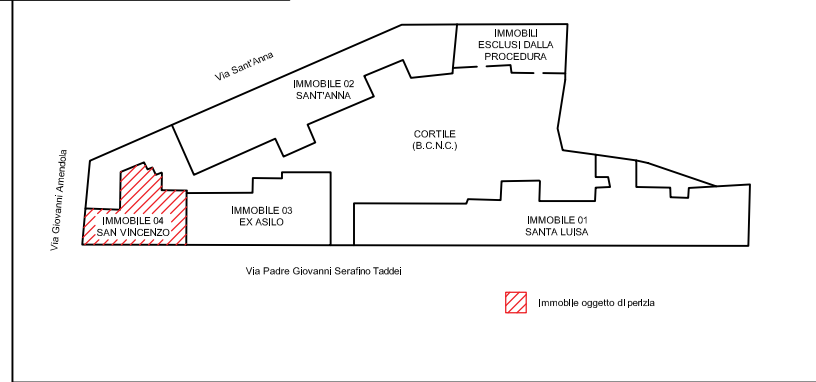 IMMOBILI
ESCLUSI DALLA
PROCEDURA
Via Sant'Anna
IMMOBILE 02
SANT'ANNA
CORTILE
(B.C.N.C.)
Via Giovanni Amendola
IMMOBILE 04
SAN VINCENZO
IMMOBILE 03
EX ASILO
IMMOBILE 01
SANTA LUISA
Via Padre Giovanni Serafino Taddei
Immobile oggetto di perizia